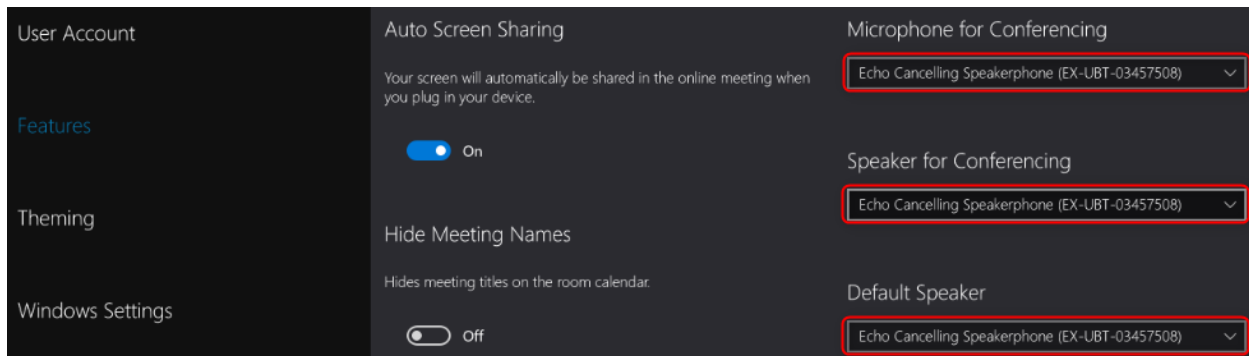 User Account
Features
Theming
Windows Settings
Auto Screen Sharing
Your screen will automatically be shared in the online meeting when
you plug in your device.
On
Hide Meeting Names
Hides meeting titles on the room calendar.
Off
Microphone for Conferencing
Echo Cancelling Speakerphone (EX-UBT-03457508)
Speaker for Conferencing
Echo Cancelling Speakerphone (EX-UBT-03457508)
Default Speaker
Echo Cancelling Speakerphone (EX-UBT-03457508)